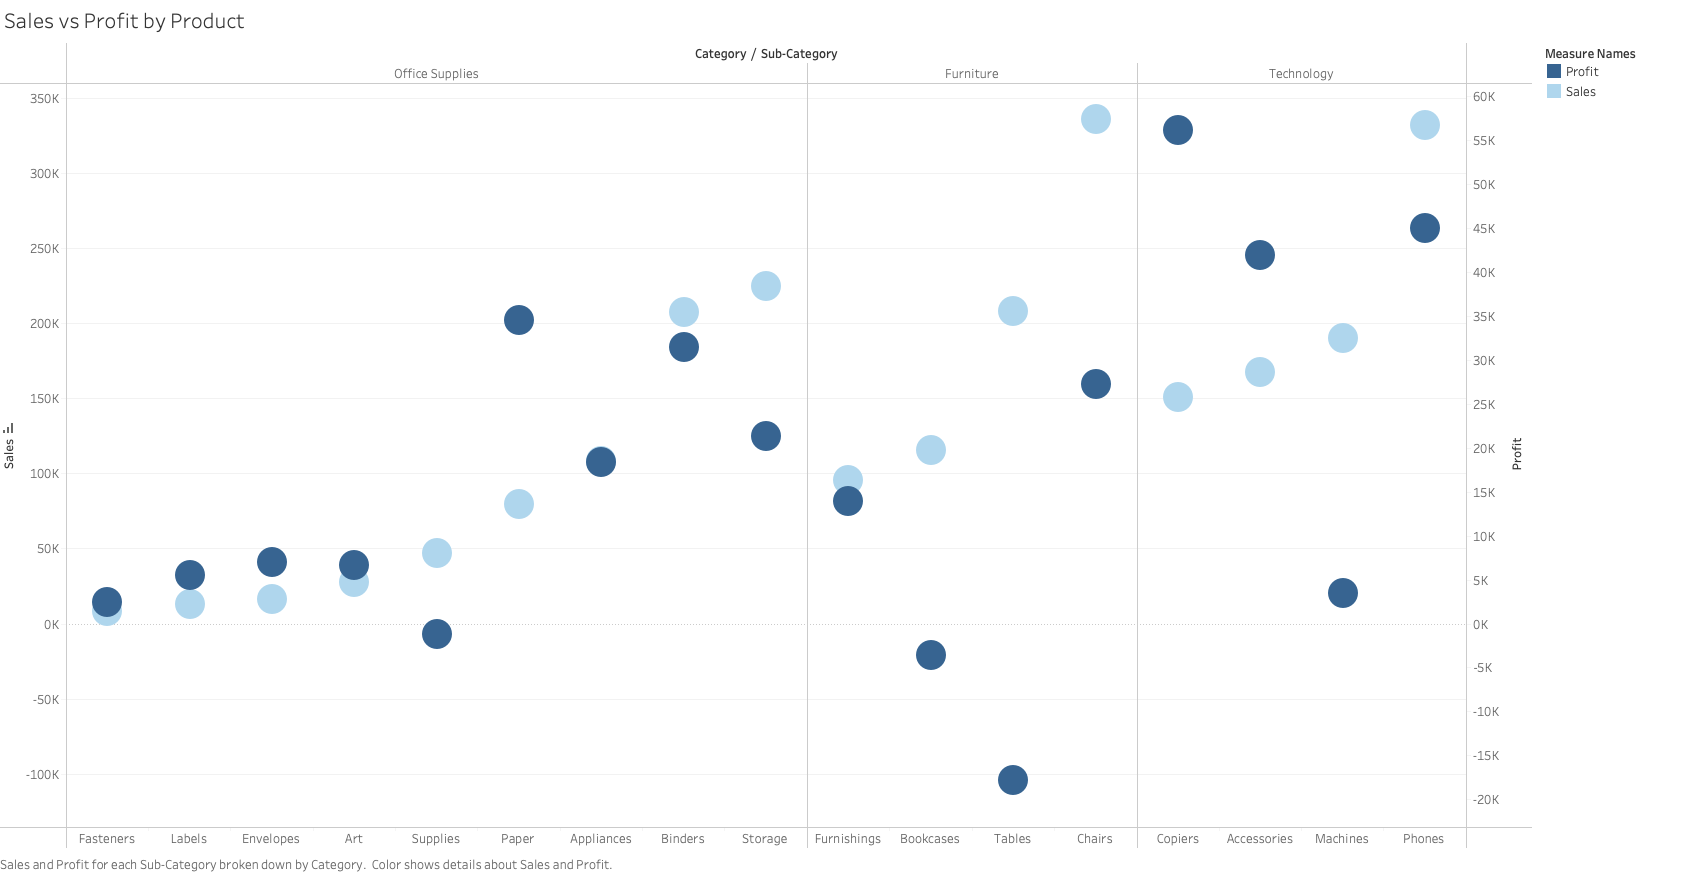 Sales vs Profit by Product
Category / Sub-Category
Office Supplies Furniture Technology
Measure Names
Profit
Sales
350K
300K
250K
200K
150K
100K
50K
0K
-50K
-100K
Sales
60K
55K
50K
45K
40K
35K
30K
25K
20K
15K
10K
5K
0K
-5K
-10K
-15K
-20K
Profit
Fasteners Labels Envelopes Art Supplies Paper Appliances Binders Storage Furnishings Bookcases Tables Chairs Copiers Accessories Machines Phones
Sales and Profit for each Sub-Category broken down by Category. Color shows details about Sales and Profit.